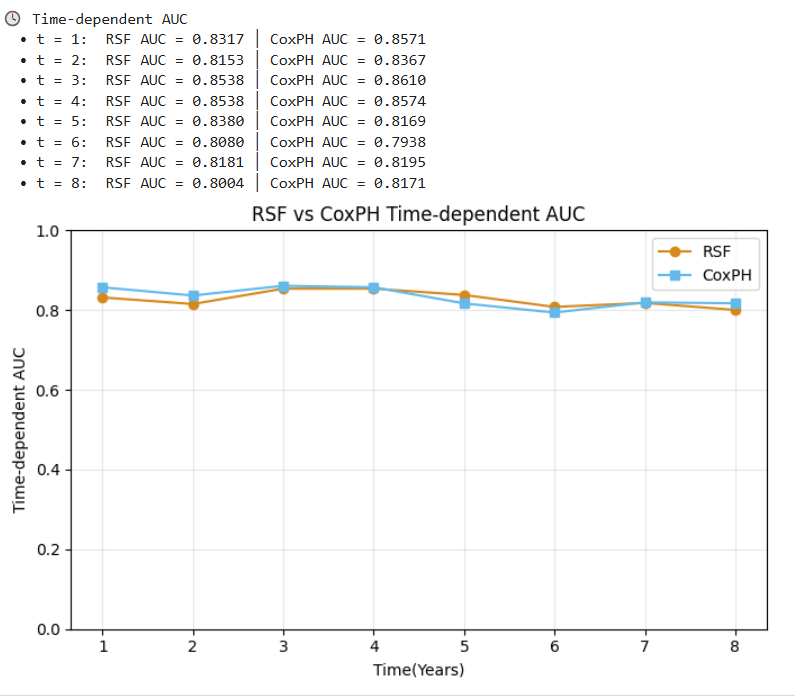 🕒 Time-dependent AUC
• t = 1:  RSF AUC = 0.8317 | CoxPH AUC = 0.8571
• t = 2:  RSF AUC = 0.8153 | CoxPH AUC = 0.8367
• t = 3:  RSF AUC = 0.8538 | CoxPH AUC = 0.8610
• t = 4:  RSF AUC = 0.8538 | CoxPH AUC = 0.8574
• t = 5:  RSF AUC = 0.8380 | CoxPH AUC = 0.8169
• t = 6:  RSF AUC = 0.8080 | CoxPH AUC = 0.7938
• t = 7:  RSF AUC = 0.8181 | CoxPH AUC = 0.8195
• t = 8:  RSF AUC = 0.8004 | CoxPH AUC = 0.8171
RSF vs CoxPH Time-dependent AUC
RSF
CoxPH
Time-dependent AUC
1.0
0.8
0.6
0.4
0.2
0.0
1 2 3 4 5 6 7 8
Time(Years)